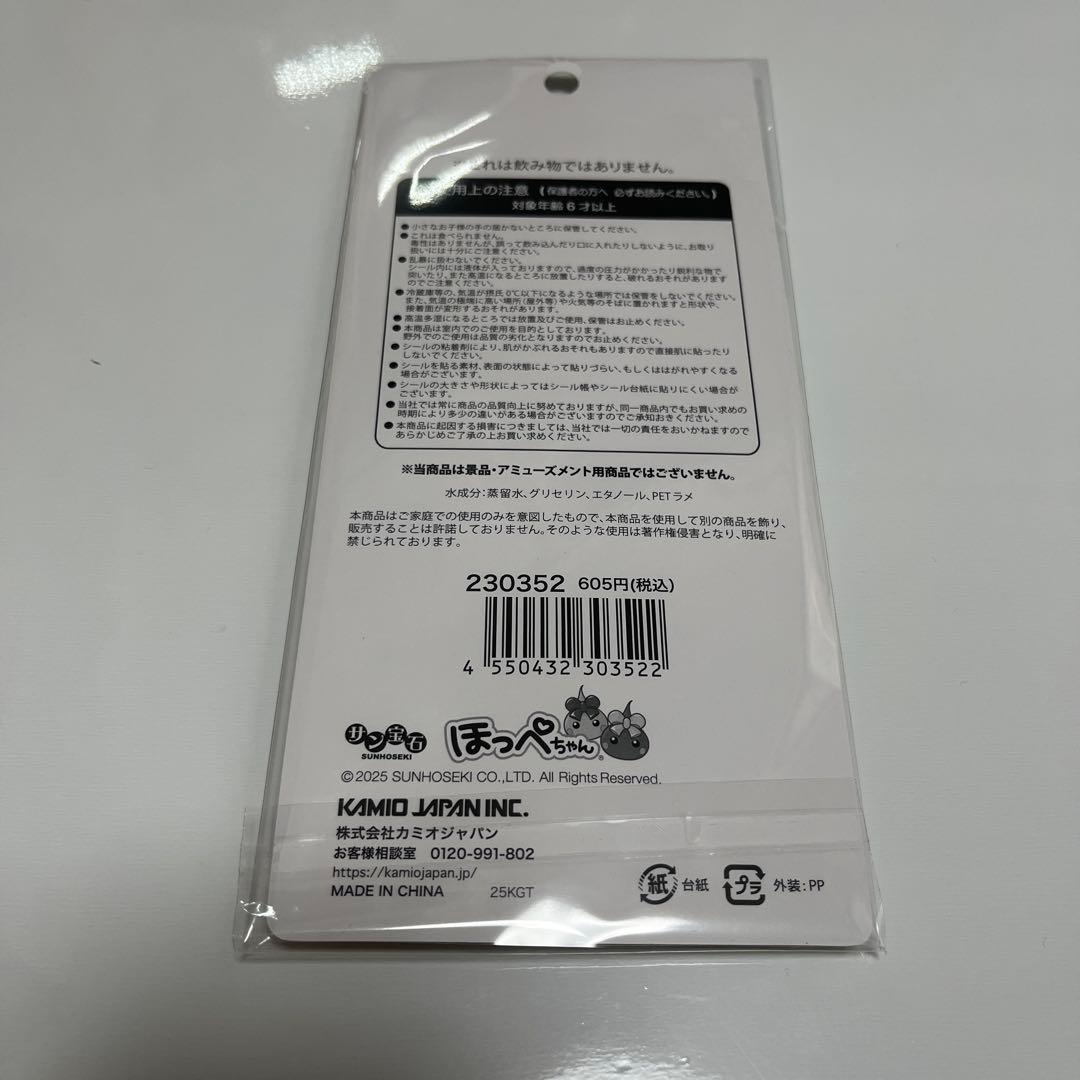 れは飲み物ではありません。
使用上の注意 (保護者の方へ 必ずお読みください。)
対象年齢6才以上
●小さなお子様の手の届かないところに保管してください。
●これは食べられません。
毒性はありませんが、誤って飲み込んだり口に入れたりしないように、お取り
扱いには十分にご注意ください。
●乱暴に扱わないでください。
シール内には液体が入っておりますので、過度の圧力がかかったり鋭利な物で
突いたり、また高温になるところに放置したりすると、破れるおそれがあります
のでご注意ください。
●冷蔵庫等の、気温が摂氏0℃以下になるような場所では保管をしないでください。
また、気温の極端に高い場所(屋外等)や火気等のそばに置かれますと形状や、
接着面が変形するおそれがあります。
●高温多湿になるところでは放置及びご使用、保管はお止めください。
●本商品は室内でのご使用を目的としております。
野外でのご使用は品質の劣化となりますのでお止めください。
●シールの粘着剤により、肌がかぶれるおそれもありますので直接肌に貼ったり
しないでください。
●シールを貼る素材、表面の状態によって貼りづらい、もしくははがれやすくなる
場合がございます。
●シールの大きさや形状によってはシール帳やシール台紙に貼りにくい場合が
ございます。
●当社では常に商品の品質向上に努めておりますが、同一商品内でもお買い求めの
時期により多少の違いがある場合がございますのでご承知おきください。
●本商品に起因する損害につきましては、当社では一切の責任をおいかねますので
あらかじめご了承の上お買い求めください。
※当商品は景品・アミューズメント用商品ではございません。
水成分:蒸留水、グリセリン、エタノール、PETラメ
本商品はご家庭での使用のみを意図したもので、本商品を使用して別の商品を飾り、
販売することは許諾しておりません。そのような使用は著作権侵害となり、明確に
禁じられております。
230352 605円(税込)
4 550432 303522
サン宝石
SUNHOSEKI
ほっぺちゃん®
©2025 SUNHOSEKI CO.,LTD. All Rights Reserved.
KAMIO JAPAN INC.
株式会社カミオジャパン
お客様相談室 0120-991-802
https://kamiojapan.jp/
MADE IN CHINA 25KGT
紙 台紙 プラ 外装:PP